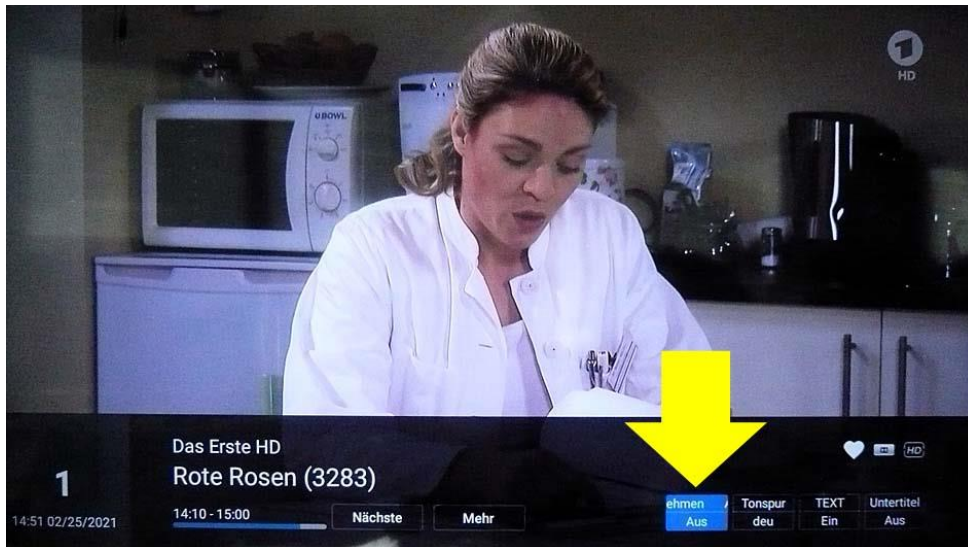 BOWL
1
HD
Das Erste HD
HD
1
Rote Rosen (3283)
14:51 02/25/2021
14:10 - 15:00
Nächste
Mehr
ehmen
Tonspur
TEXT
Untertitel
Aus
deu
Ein
Aus